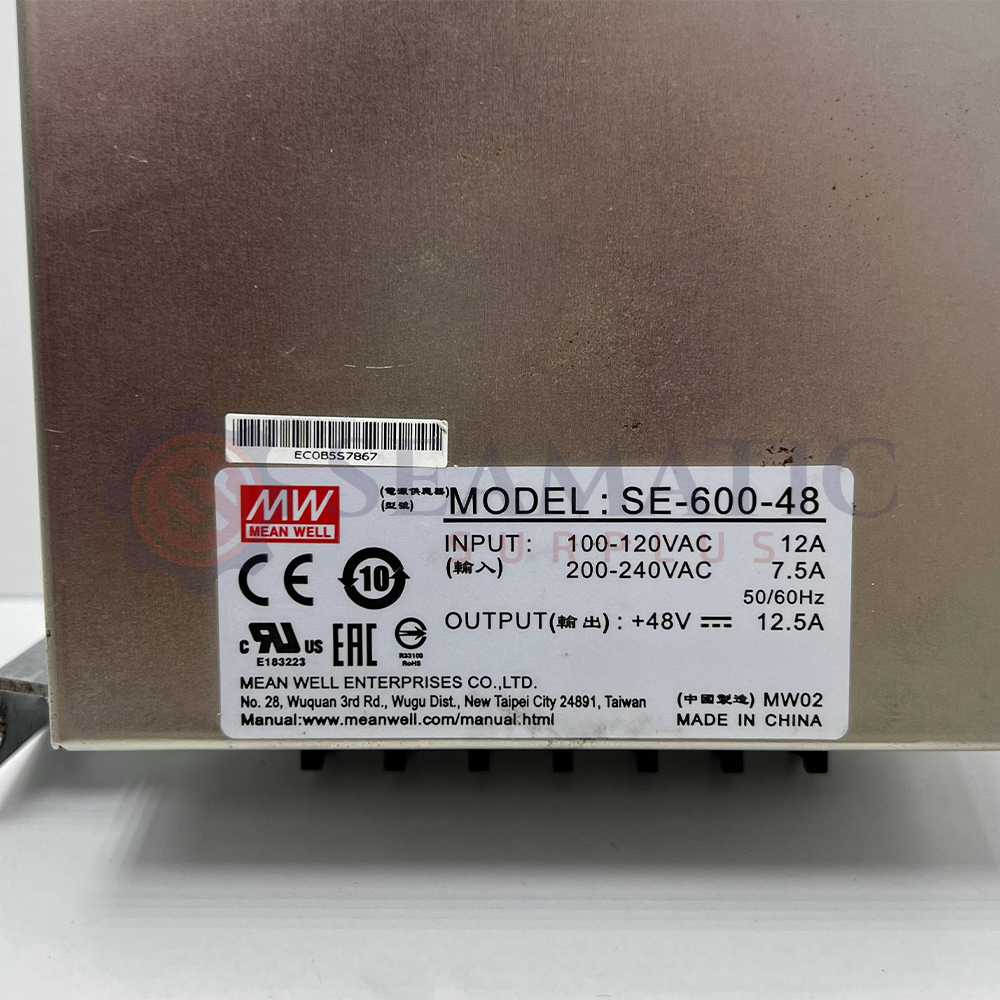 EC0B5S7867
SEAMATIC
SURPLUS
MW
MEAN WELL
(電源供應器)
(型號)
MODEL : SE-600-48
INPUT : 100-120VAC 12A
(輸入) 200-240VAC 7.5A
50/60Hz
OUTPUT(輸出) : +48V 12.5A
CE
10
c RU US
E183223
EAC
R33100
RoHS
MEAN WELL ENTERPRISES CO.,LTD.
No. 28, Wuquan 3rd Rd., Wugu Dist., New Taipei City 24891, Taiwan
(中國製造) MW02
Manual:www.meanwell.com/manual.html
MADE IN CHINA